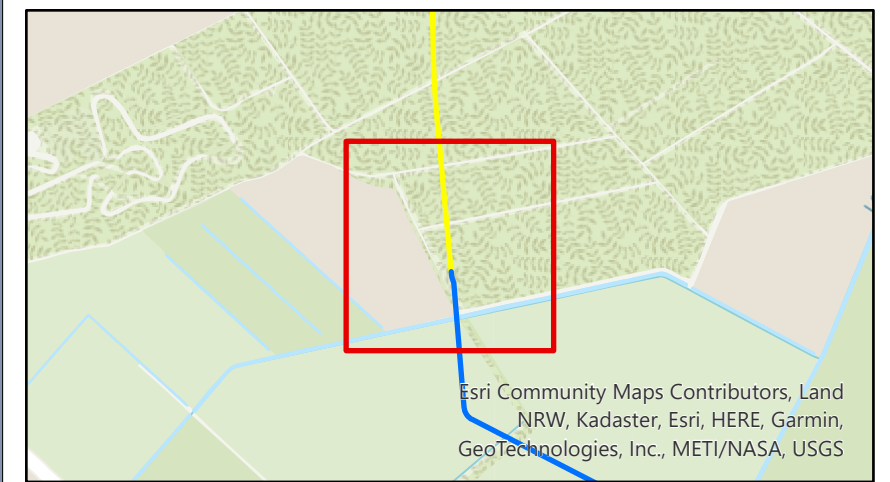 Esri Community Maps Contributors, Land
NRW, Kadaster, Esri, HERE, Garmin,
GeoTechnologies, Inc., METI/NASA, USGS